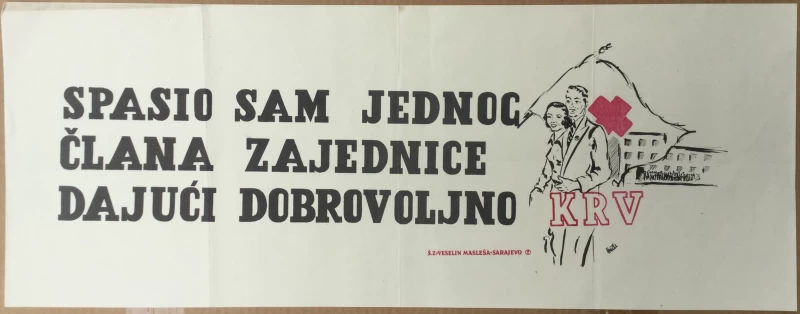 SPASIO SAM JEDNOG
ČLANA ZAJEDNICE
DAJUĆI DOBROVOLJNO KRV
Š.Z-VESELIN MASLEŠA-SARAJEVO